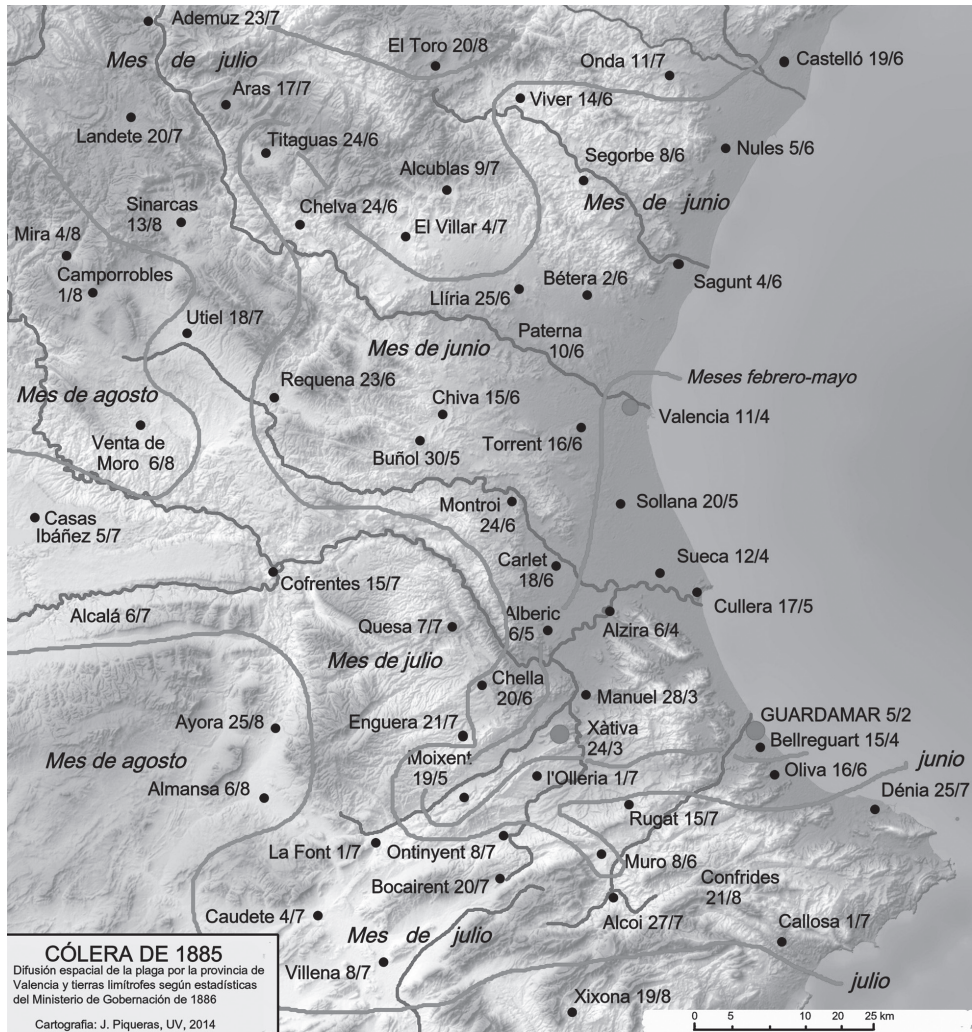 Ademuz 23/7
El Toro 20/8
Mes de julio
Onda 11/7
Castelló 19/6
Aras 17/7
Viver 14/6
Landete 20/7
Titaguas 24/6
Alcublas 9/7
Segorbe 8/6
Nules 5/6
Sinarcas
13/8
Chelva 24/6
Mes de junio
Mira 4/8
El Villar 4/7
Camporrobles
1/8
Llíria 25/6
Bétera 2/6
Sagunt 4/6
Utiel 18/7
Paterna
10/6
Mes de junio
Requena 23/6
Meses febrero-mayo
Mes de agosto
Chiva 15/6
Valencia 11/4
Venta de
Moro 6/8
Buñol 30/5
Torrent 16/6
Montroi
24/6
Sollana 20/5
Casas
Ibáñez 5/7
Carlet
18/6
Sueca 12/4
Cofrentes 15/7
Cullera 17/5
Alcalá 6/7
Alberic
6/5
Quesa 7/7
Alzira 6/4
Mes de julio
Chella
20/6
Manuel 28/3
Ayora 25/8
Enguera 21/7
Xàtiva
24/3
GUARDAMAR 5/2
Bellreguart 15/4
Mes de agosto
Moixent
19/5
l'Olleria 1/7
Oliva 16/6
junio
Almansa 6/8
Dénia 25/7
Rugat 15/7
La Font 1/7
Ontinyent 8/7
Muro 8/6
Bocairent 20/7
Confrides
21/8
Caudete 4/7
Alcoi 27/7
Callosa 1/7
Mes de julio
Villena 8/7
julio
Xixona 19/8
CÓLERA DE 1885
Difusión espacial de la plaga por la provincia de
Valencia y tierras limítrofes según estadísticas
del Ministerio de Gobernación de 1886
Cartografia: J. Piqueras, UV, 2014
0 5 10 20 25 km